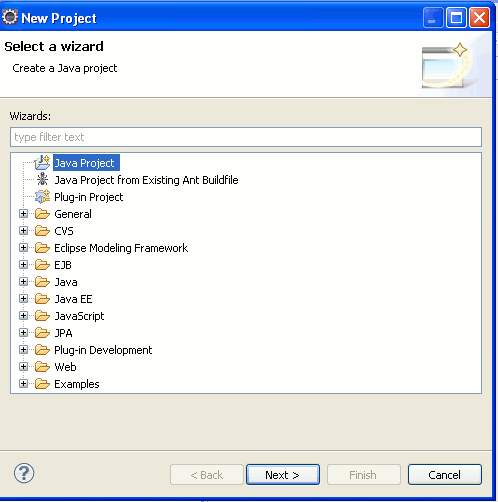 New Project
Select a wizard
Create a Java project
Wizards:
type filter text
Java Project
Java Project from Existing Ant Buildfile
Plug-in Project
General
CVS
Eclipse Modeling Framework
EJB
Java
Java EE
JavaScript
JPA
Plug-in Development
Web
Examples
?
< Back
Next >
Finish
Cancel